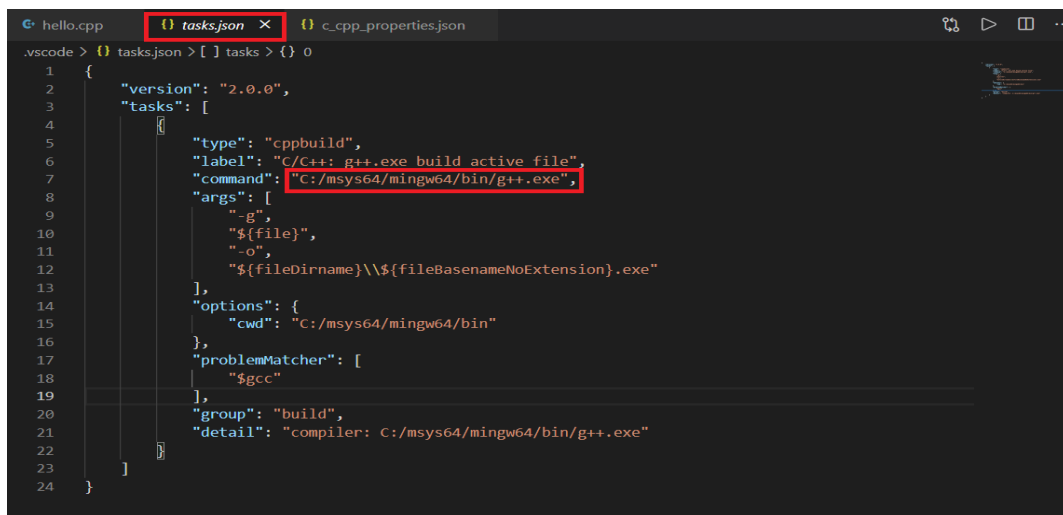 hello.cpp {} tasks.json × {} c_cpp_properties.json
.vscode > {} tasks.json > [ ] tasks > {} 0
1 {
2 "version": "2.0.0",
3 "tasks": [
4 {
5 "type": "cppbuild",
6 "label": "C/C++: g++.exe build active file",
7 "command": "C:/msys64/mingw64/bin/g++.exe",
8 "args": [
9 "-g",
10 "${file}",
11 "-o",
12 "${fileDirname}\\${fileBasenameNoExtension}.exe"
13 ],
14 "options": {
15 "cwd": "C:/msys64/mingw64/bin"
16 },
17 "problemMatcher": [
18 "$gcc"
19 ],
20 "group": "build",
21 "detail": "compiler: C:/msys64/mingw64/bin/g++.exe"
22 }
23 ]
24 }